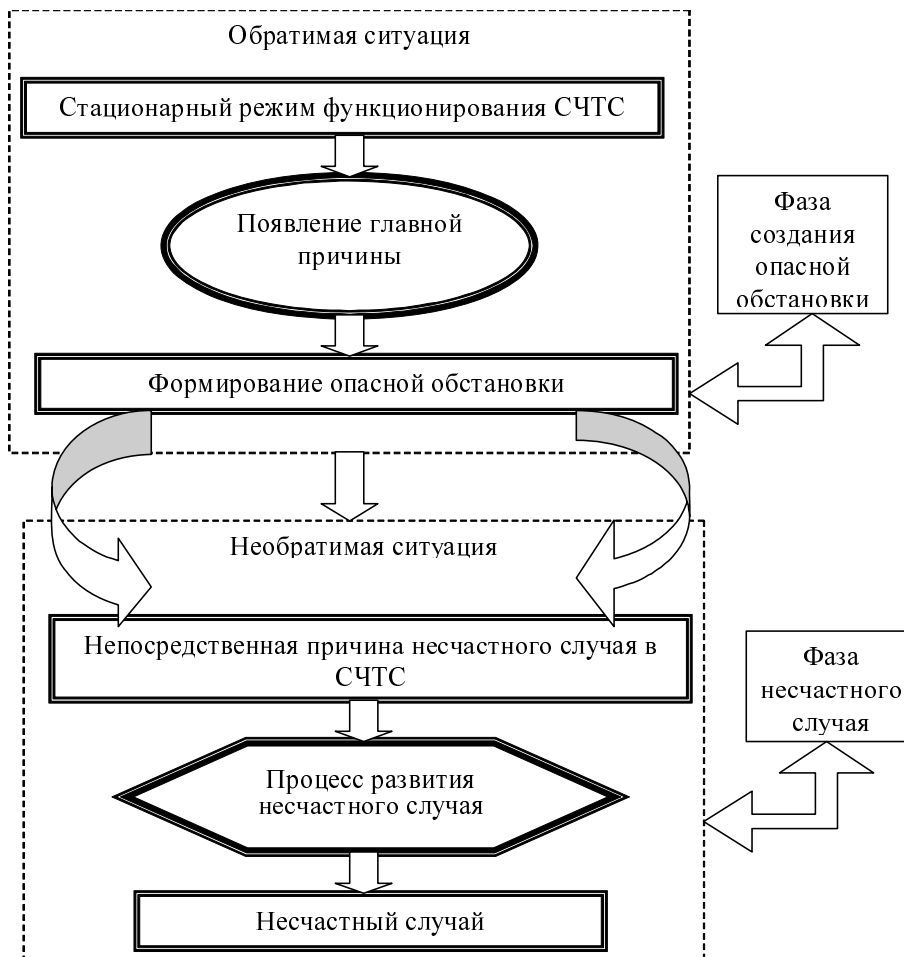 Обратимая ситуация
Стационарный режим функционирования СЧТС
Появление главной
причины
Формирование опасной обстановки
Фаза
создания
опасной
обстановки
Необратимая ситуация
Непосредственная причина несчастного случая в
СЧТС
Процесс развития
несчастного случая
Несчастный случай
Фаза
несчастного
случая